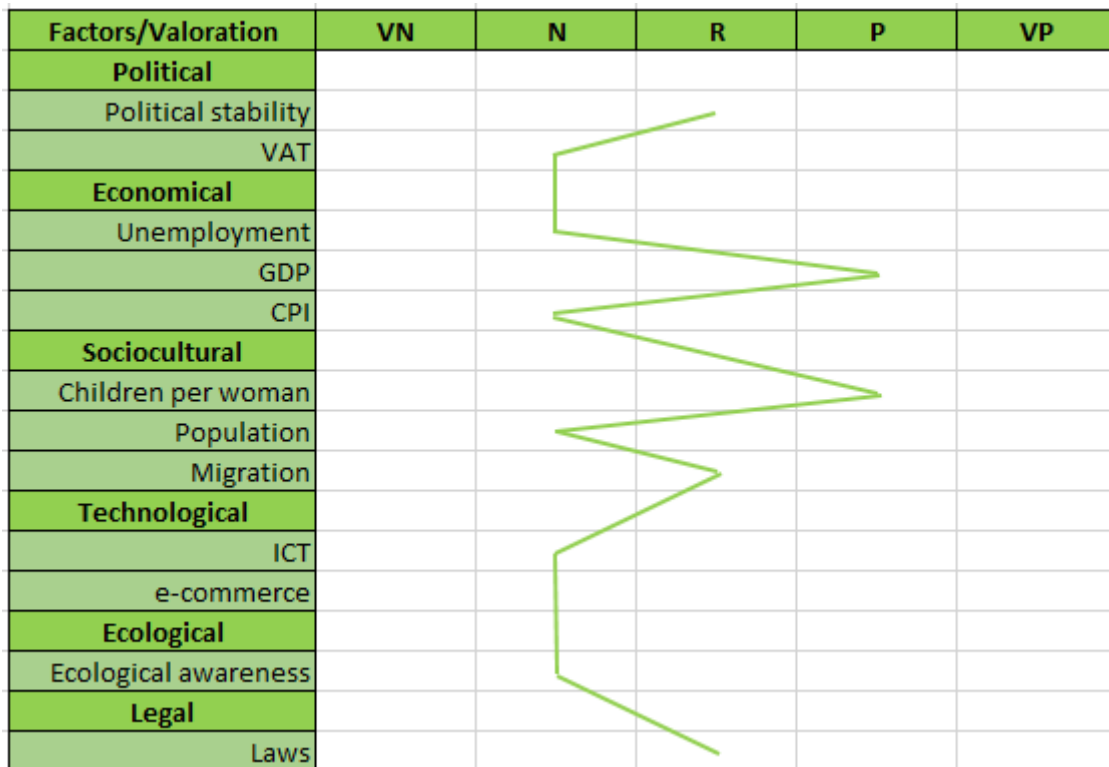 Factors/Valoration VN N R P VP
Political
Political stability
VAT
Economical
Unemployment
GDP
CPI
Sociocultural
Children per woman
Population
Migration
Technological
ICT
e-commerce
Ecological
Ecological awareness
Legal
Laws